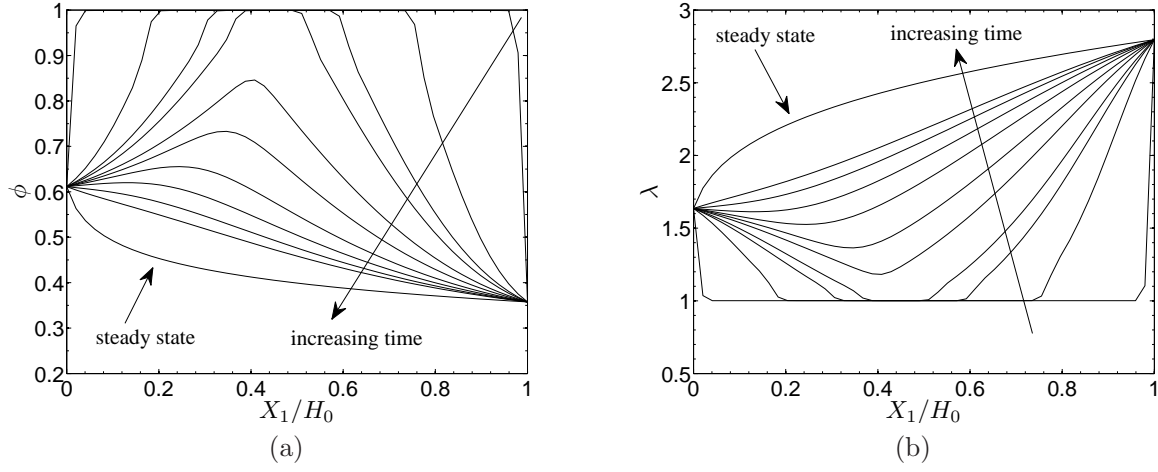 1
0.9
0.8
0.7
0.6
0.5
0.4
0.3
0.2
ϕ
0 0.2 0.4 0.6 0.8 1
X₁/H₀
steady state
increasing time
(a)
3
2.5
2
1.5
1
0.5
λ
0 0.2 0.4 0.6 0.8 1
X₁/H₀
steady state
increasing time
(b)